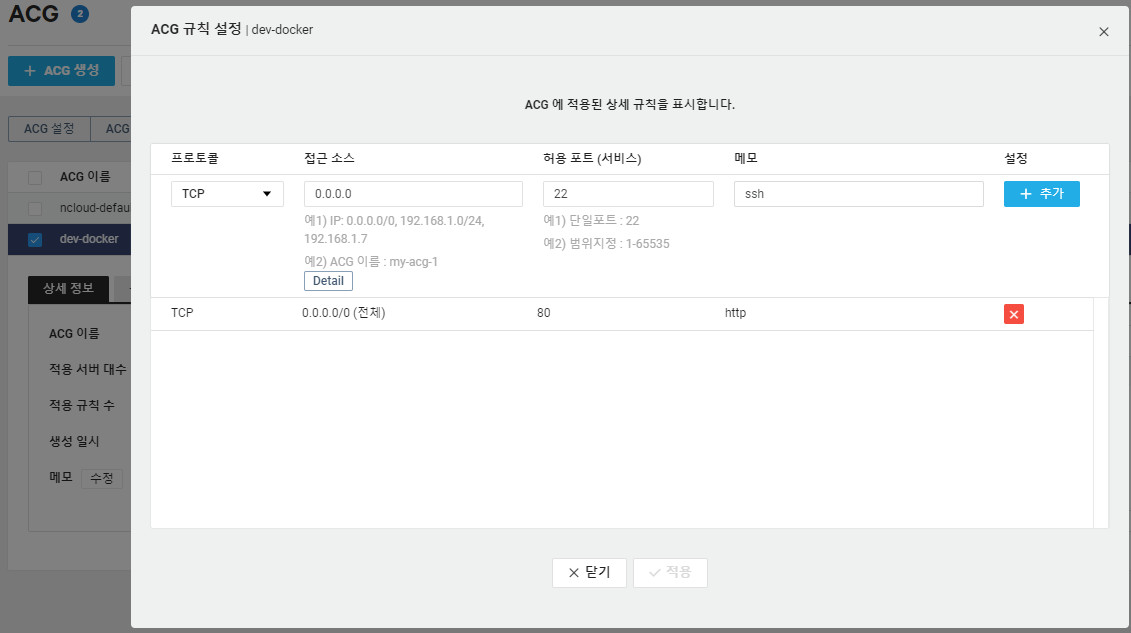 ACG 2
ACG 생성
ACG 설정 ACG
ACG 이름
ncloud-defau
dev-docker
상세 정보
ACG 이름
적용 서버 대수
적용 규칙 수
생성 일시
메모 수정
ACG 규칙 설정 | dev-docker
ACG 에 적용된 상세 규칙을 표시합니다.
프로토콜 접근 소스 허용 포트 (서비스) 메모 설정
TCP 0.0.0.0 22 ssh + 추가
예1) IP: 0.0.0.0/0, 192.168.1.0/24, 예1) 단일포트 : 22
192.168.1.7 예2) 범위지정 : 1-65535
예2) ACG 이름 : my-acg-1
Detail
TCP 0.0.0.0/0 (전체) 80 http
닫기 적용